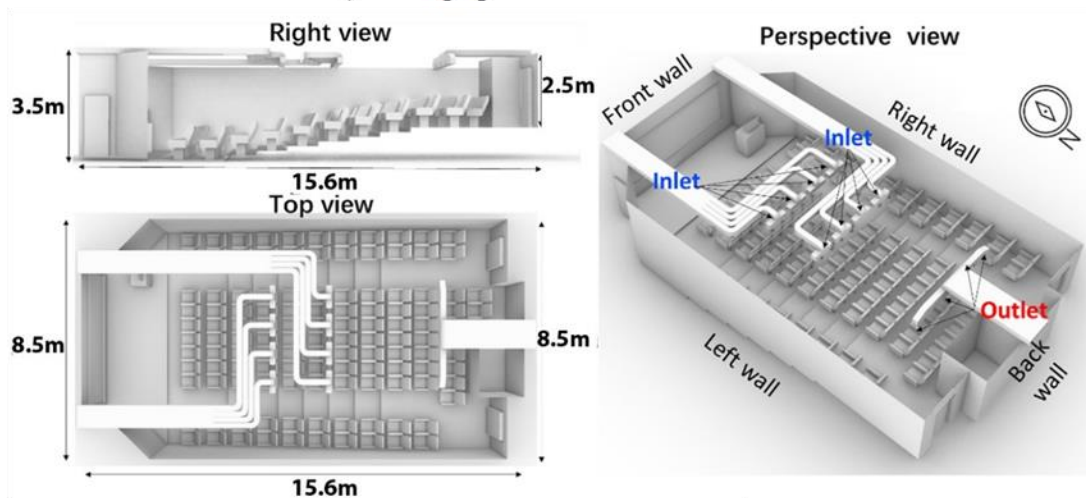 Right view
3.5m
2.5m
15.6m
Top view
8.5m
8.5m
15.6m
Perspective view
Front wall
Right wall
N
Inlet
Inlet
Outlet
Left wall
Back
wall